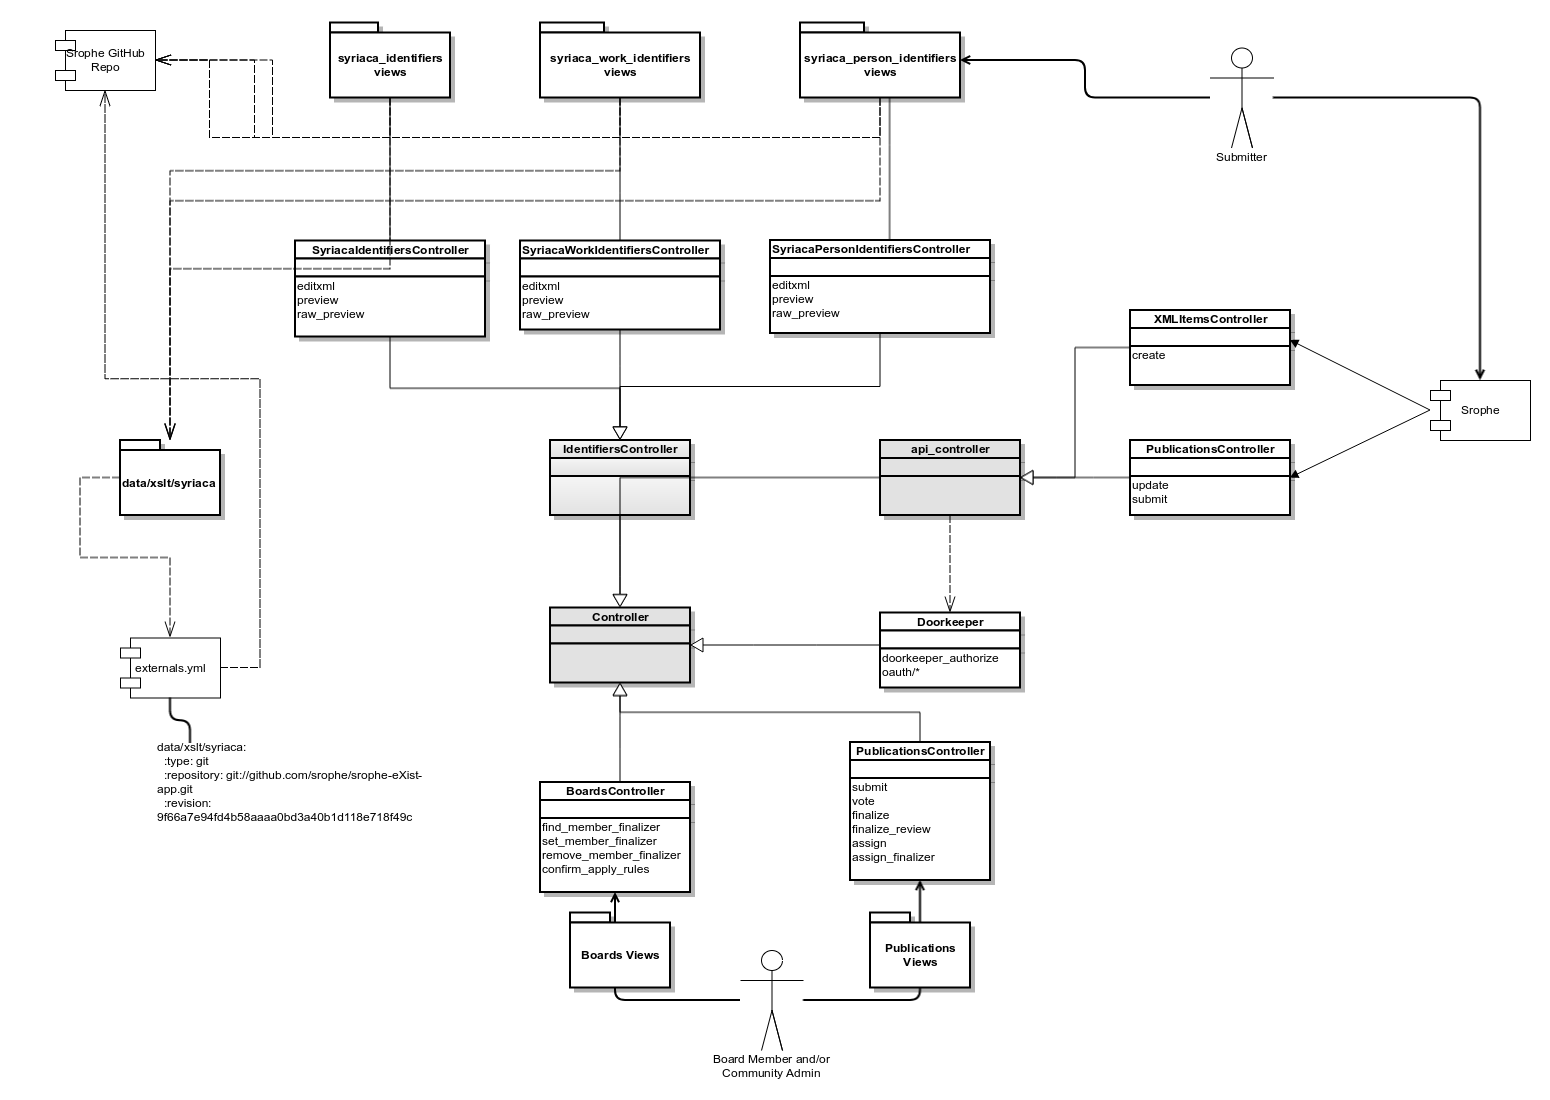 Srophe GitHub
Repo
syriaca_identifiers
views
syriaca_work_identifiers
views
syriaca_person_identifiers
views
Submitter
SyriacaIdentifiersController
editxml
preview
raw_preview
SyriacaWorkIdentifiersController
editxml
preview
raw_preview
SyriacaPersonIdentifiersController
editxml
preview
raw_preview
XMLItemsController
create
Srophe
IdentifiersController
api_controller
PublicationsController
update
submit
data/xslt/syriaca
Controller
Doorkeeper
doorkeeper_authorize
oauth/*
externals.yml
data/xslt/syriaca:
:type: git
:repository: git://github.com/srophe/srophe-eXist-
app.git
:revision:
9f66a7e94fd4b58aaaa0bd3a40b1d118e718f49c
BoardsController
find_member_finalizer
set_member_finalizer
remove_member_finalizer
confirm_apply_rules
PublicationsController
submit
vote
finalize
finalize_review
assign
assign_finalizer
Boards Views
Publications
Views
Board Member and/or
Community Admin